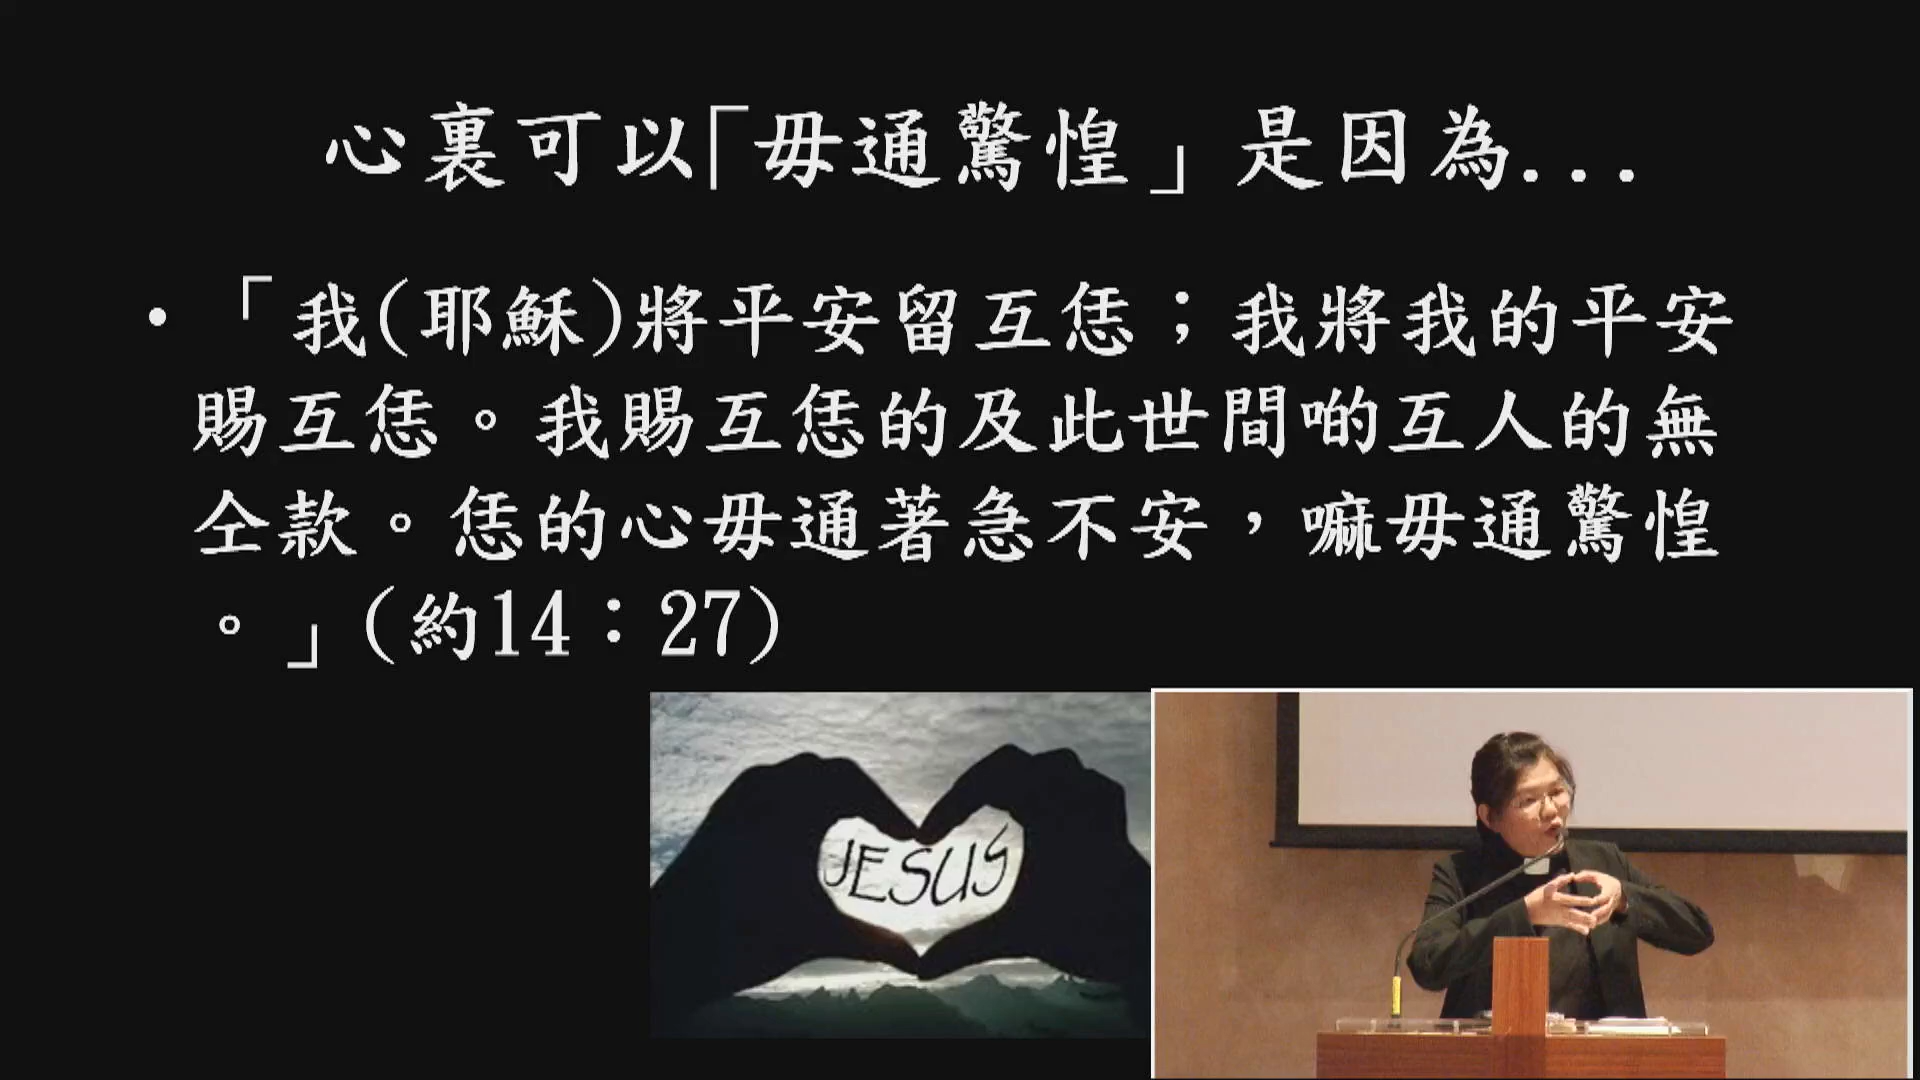 心裏可以「毋通驚惶」是因為...
•「我(耶穌)將平安留互恁；我將我的平安
賜互恁。我賜互恁的及此世間啲互人的無
仝款。恁的心毋通著急不安，嘛毋通驚惶
。」(約14：27)
JESUS